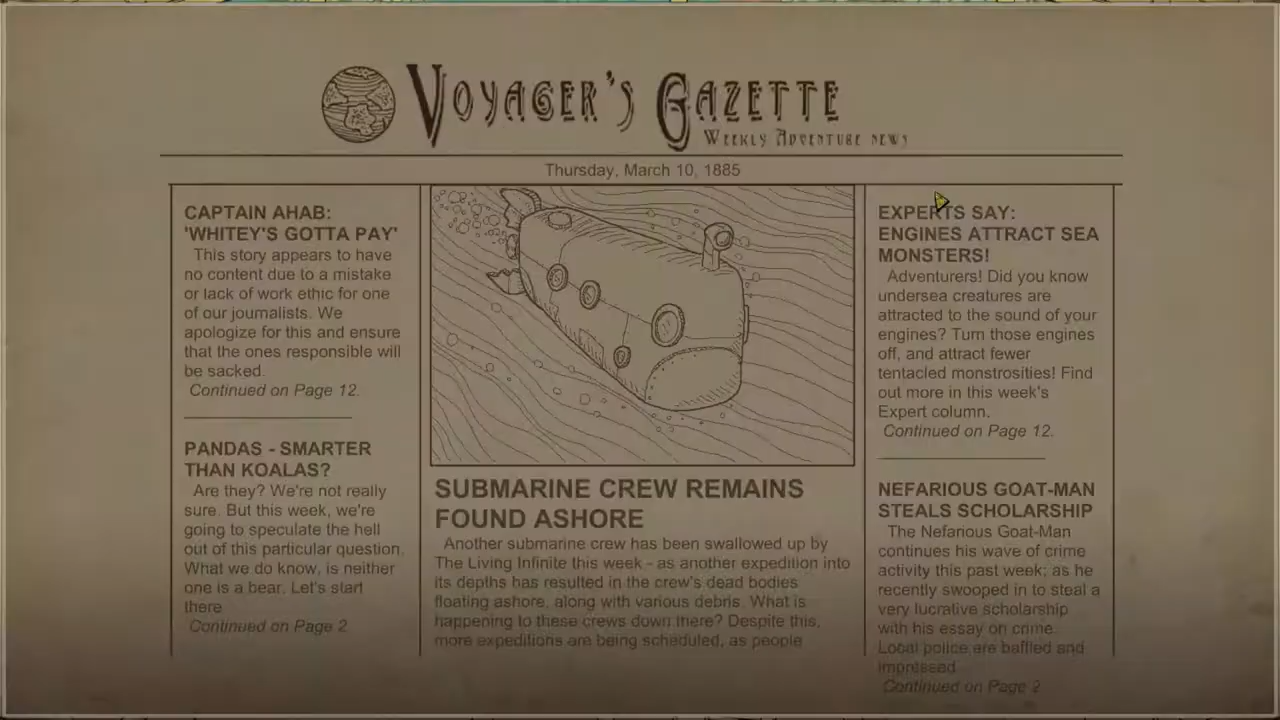 VOYAGER'S GAZETTE
WEEKLY ADVENTURE NEWS
Thursday, March 10, 1885
CAPTAIN AHAB:
'WHITEY'S GOTTA PAY'
This story appears to have
no content due to a mistake
or lack of work ethic for one
of our journalists. We
apologize for this and ensure
that the ones responsible will
be sacked.
Continued on Page 12.
PANDAS - SMARTER
THAN KOALAS?
Are they? We're not really
sure. But this week, we're
going to speculate the hell
out of this particular question.
What we do know, is neither
one is a bear. Let's start
there.
Continued on Page 2
SUBMARINE CREW REMAINS
FOUND ASHORE
Another submarine crew has been swallowed up by
The Living Infinite this week - as another expedition into
its depths has resulted in the crew's dead bodies
floating ashore, along with various debris. What is
happening to these crews down there? Despite this,
more expeditions are being scheduled, as people
EXPERTS SAY:
ENGINES ATTRACT SEA
MONSTERS!
Adventurers! Did you know
undersea creatures are
attracted to the sound of your
engines? Turn those engines
off, and attract fewer
tentacled monstrosities! Find
out more in this week's
Expert column.
Continued on Page 12.
NEFARIOUS GOAT-MAN
STEALS SCHOLARSHIP
The Nefarious Goat-Man
continues his wave of crime
activity this past week; as he
recently swooped in to steal a
very lucrative scholarship
with his essay on crime.
Local police are baffled and
impressed.
Continued on Page 2